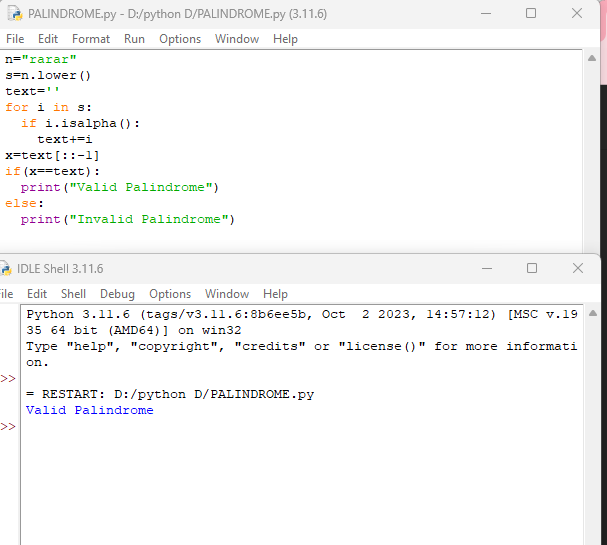 PALINDROME.py - D:/python D/PALINDROME.py (3.11.6)
File Edit Format Run Options Window Help
n="rarar"
s=n.lower()
text=''
for i in s:
  if i.isalpha():
    text+=i
x=text[::-1]
if(x==text):
  print("Valid Palindrome")
else:
  print("Invalid Palindrome")
IDLE Shell 3.11.6
ile Edit Shell Debug Options Window Help
Python 3.11.6 (tags/v3.11.6:8b6ee5b, Oct  2 2023, 14:57:12) [MSC v.19
35 64 bit (AMD64)] on win32
Type "help", "copyright", "credits" or "license()" for more informati
on.
>>
= RESTART: D:/python D/PALINDROME.py
Valid Palindrome
>>